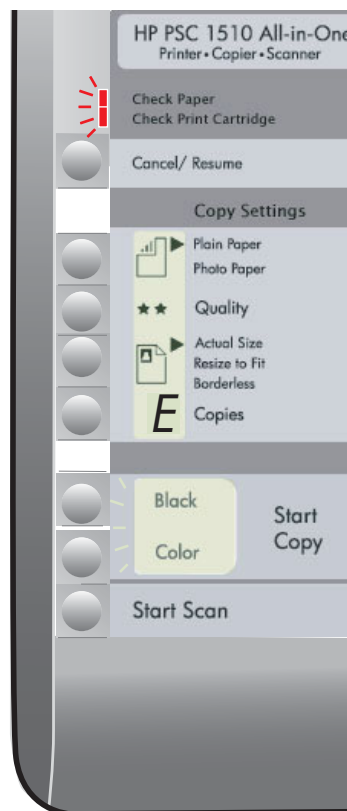 HP PSC 1510 All-in-One
Printer • Copier • Scanner
Check Paper
Check Print Cartridge
Cancel/ Resume
Copy Settings
Plain Paper
Photo Paper
Quality
Actual Size
Resize to Fit
Borderless
E Copies
Black
Color
Start
Copy
Start Scan